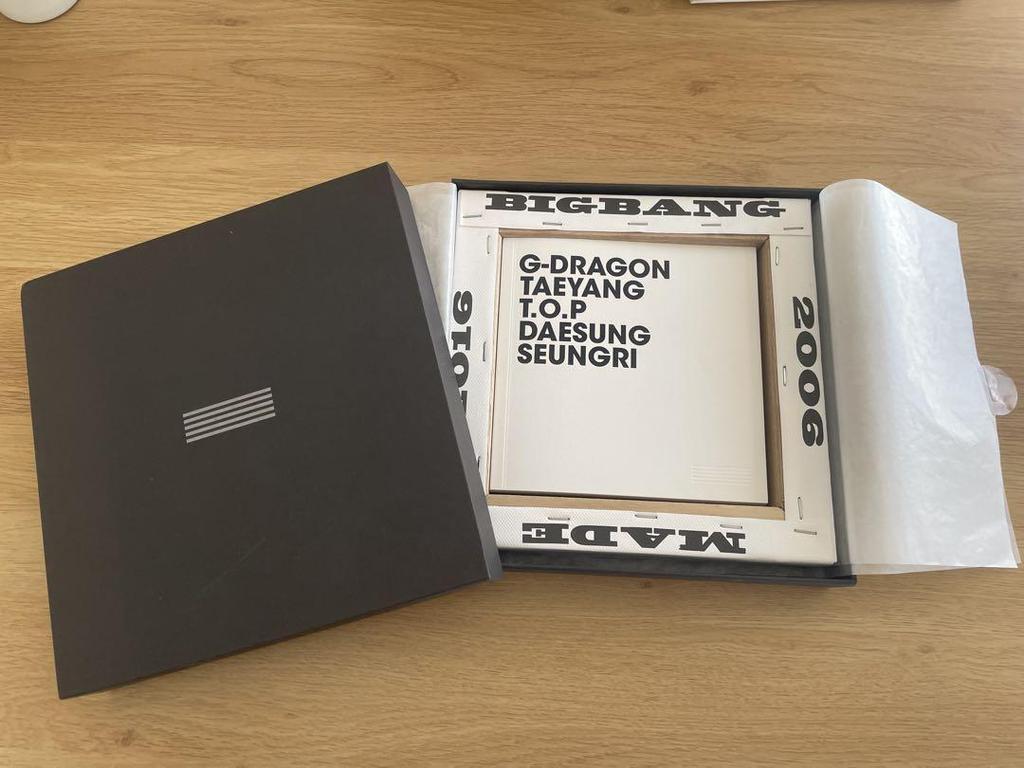 BIGBANG
G-DRAGON
TAEYANG
T.O.P
DAESUNG
SEUNGRI
2006
MADE